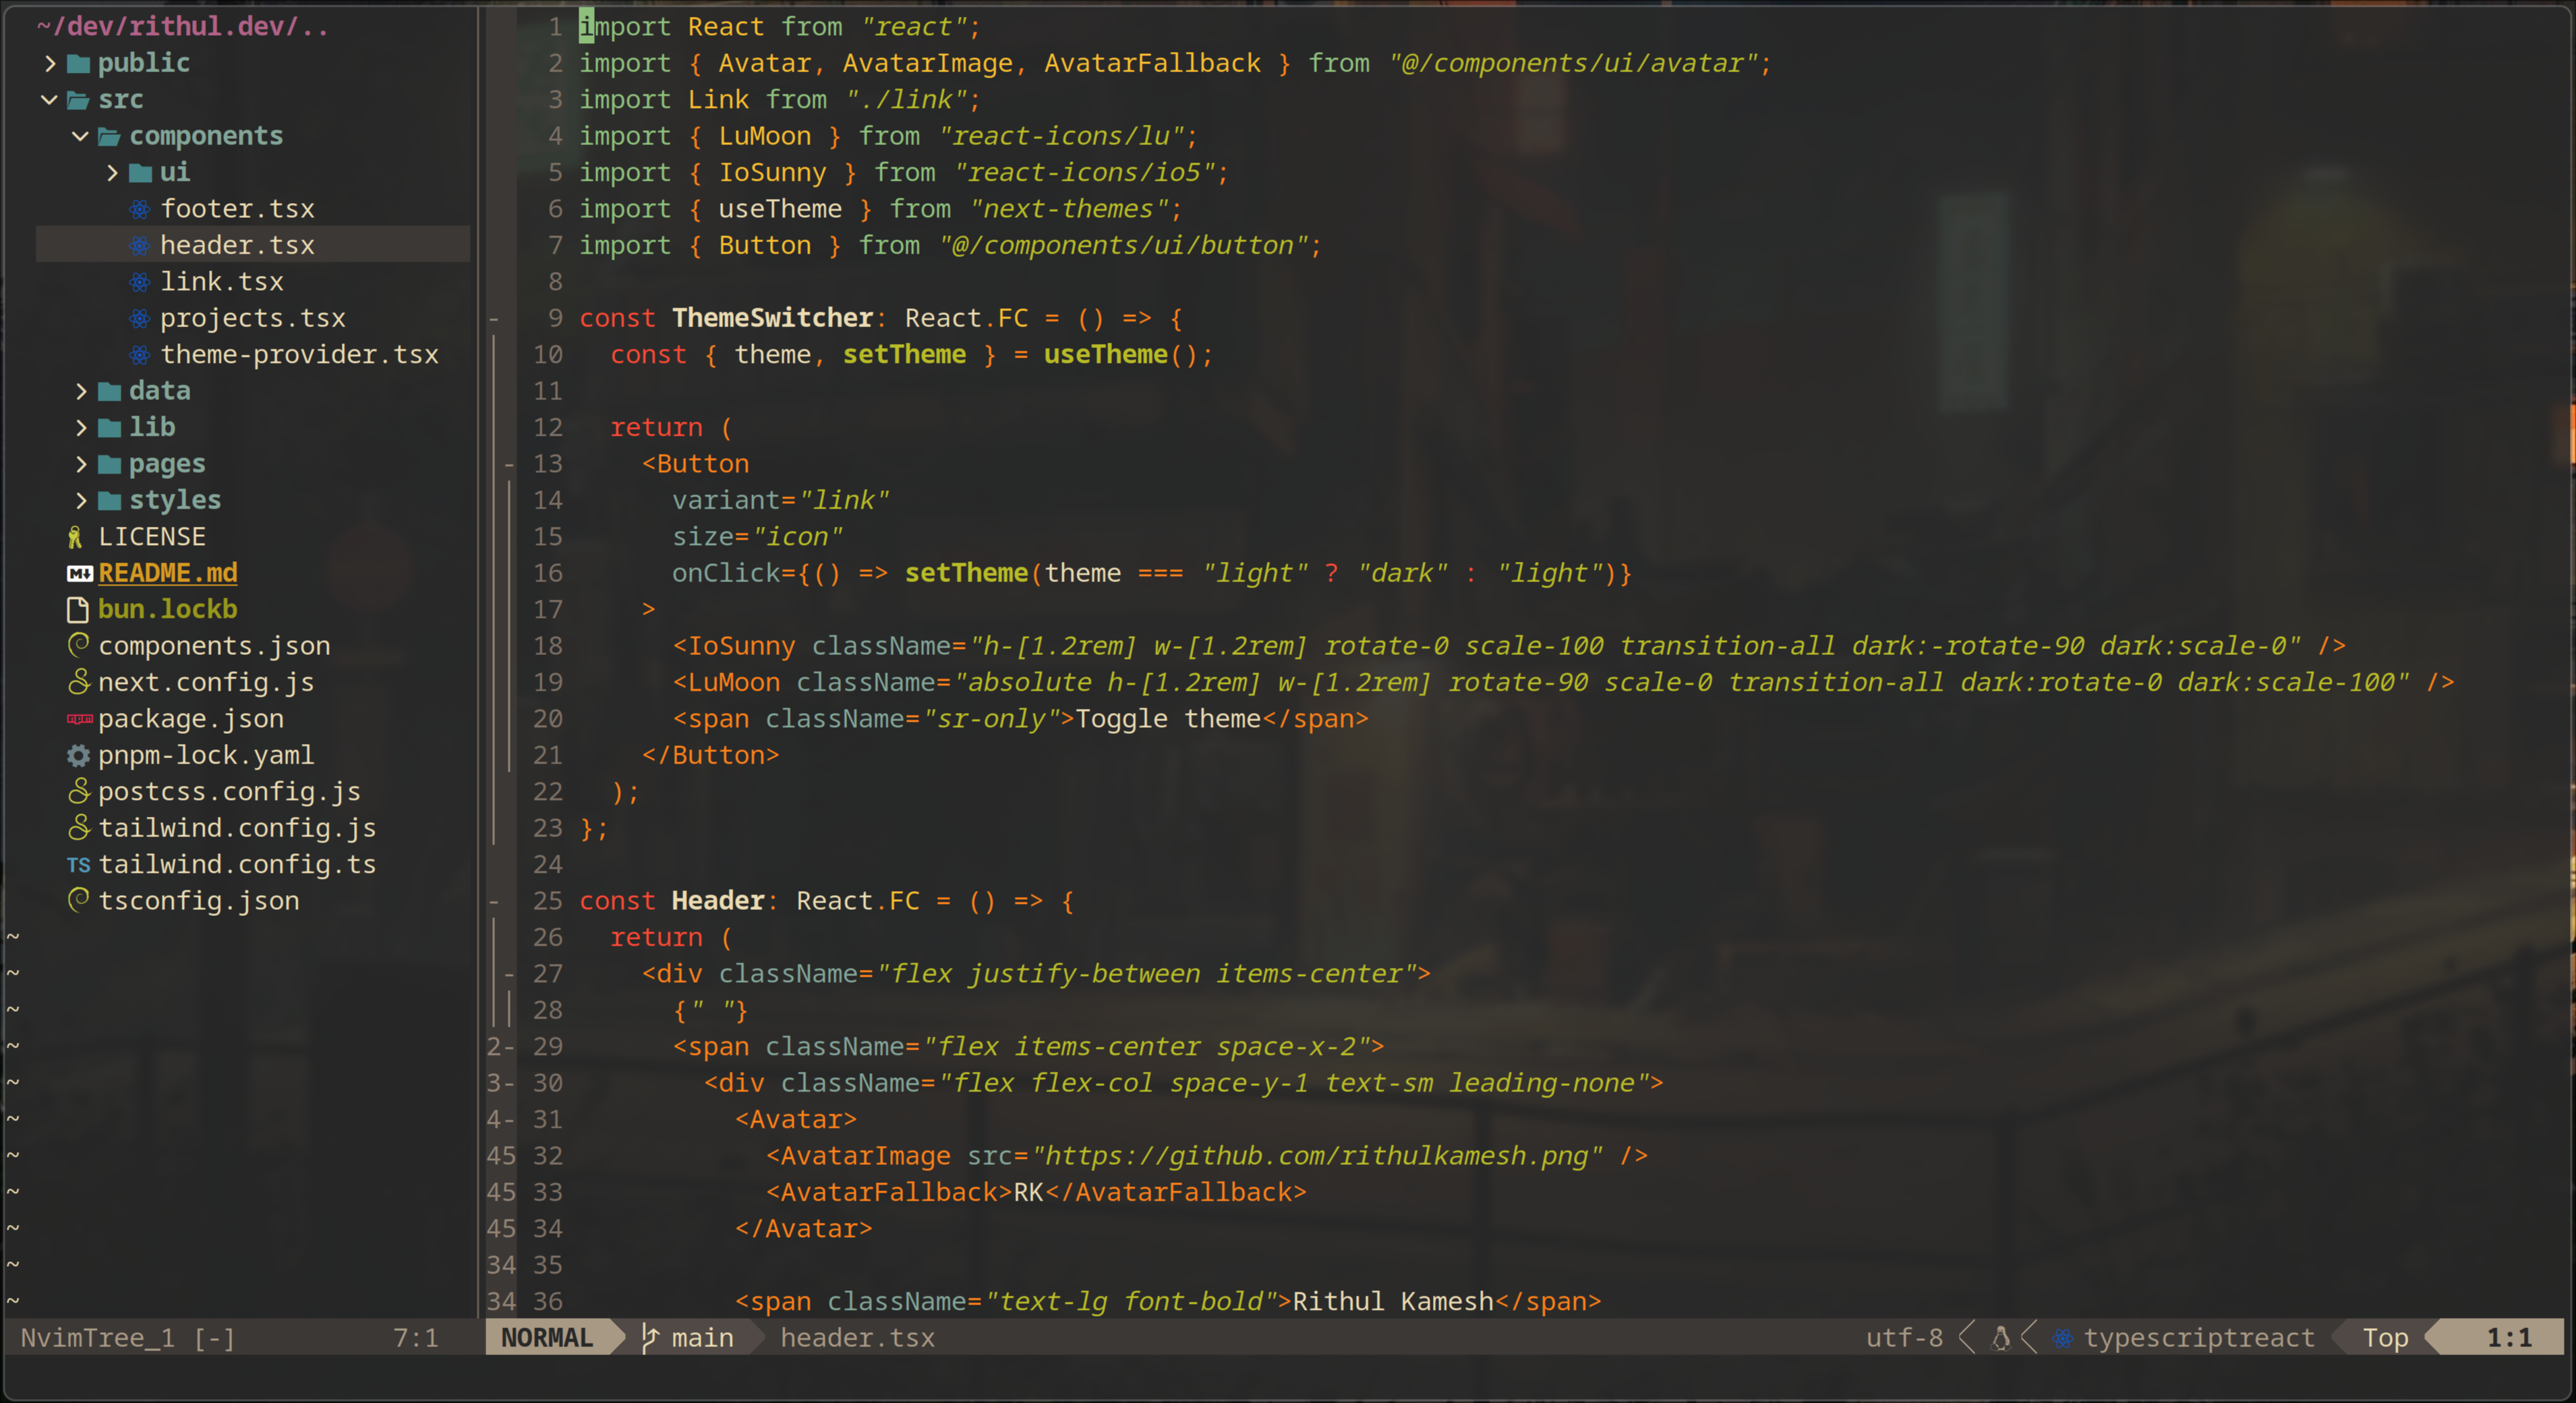 ~/dev/rithul.dev/..
public
src
components
ui
footer.tsx
header.tsx
link.tsx
projects.tsx
theme-provider.tsx
data
lib
pages
styles
LICENSE
README.md
bun.lockb
components.json
next.config.js
package.json
pnpm-lock.yaml
postcss.config.js
tailwind.config.js
TS tailwind.config.ts
tsconfig.json
~
~
~
~
~
~
~
~
~
~
~
NvimTree_1 [-] 7:1
1 import React from "react";
2 import { Avatar, AvatarImage, AvatarFallback } from "@/components/ui/avatar";
3 import Link from "./link";
4 import { LuMoon } from "react-icons/lu";
5 import { IoSunny } from "react-icons/io5";
6 import { useTheme } from "next-themes";
7 import { Button } from "@/components/ui/button";
8
- 9 const ThemeSwitcher: React.FC = () => {
10 const { theme, setTheme } = useTheme();
11
12 return (
- 13 <Button
14 variant="link"
15 size="icon"
16 onClick={() => setTheme(theme === "light" ? "dark" : "light")}
17 >
18 <IoSunny className="h-[1.2rem] w-[1.2rem] rotate-0 scale-100 transition-all dark:-rotate-90 dark:scale-0" />
19 <LuMoon className="absolute h-[1.2rem] w-[1.2rem] rotate-90 scale-0 transition-all dark:rotate-0 dark:scale-100" />
20 <span className="sr-only">Toggle theme</span>
21 </Button>
22 );
23 };
24
- 25 const Header: React.FC = () => {
26 return (
- 27 <div className="flex justify-between items-center">
28 {" "}
2- 29 <span className="flex items-center space-x-2">
3- 30 <div className="flex flex-col space-y-1 text-sm leading-none">
4- 31 <Avatar>
45 32 <AvatarImage src="https://github.com/rithulkamesh.png" />
45 33 <AvatarFallback>RK</AvatarFallback>
45 34 </Avatar>
34 35
34 36 <span className="text-lg font-bold">Rithul Kamesh</span>
NORMAL main header.tsx utf-8 typescriptreact Top 1:1